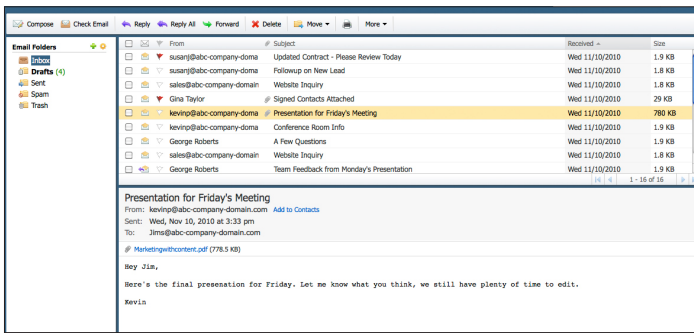 Compose Check Email Reply Reply All Forward Delete Move More
Email Folders
Inbox
Drafts (4)
Sent
Spam
Trash
From Subject Received Size
susanj@abc-company-doma Updated Contract - Please Review Today Wed 11/10/2010 1.9 KB
susanj@abc-company-doma Followup on New Lead Wed 11/10/2010 1.8 KB
sales@abc-company-domain Website Inquiry Wed 11/10/2010 1.8 KB
Gina Taylor Signed Contacts Attached Wed 11/10/2010 29 KB
kevinp@abc-company-doma Presentation for Friday's Meeting Wed 11/10/2010 780 KB
kevinp@abc-company-doma Conference Room Info Wed 11/10/2010 1.9 KB
George Roberts A Few Questions Wed 11/10/2010 1.9 KB
sales@abc-company-domain Website Inquiry Wed 11/10/2010 1.8 KB
George Roberts Team Feedback from Monday's Presentation Wed 11/10/2010 1.9 KB
1 - 16 of 16
Presentation for Friday's Meeting
From: kevinp@abc-company-domain.com Add to Contacts
Sent: Wed, Nov 10, 2010 at 3:33 pm
To: Jims@abc-company-domain.com
Marketingwithcontent.pdf (778.5 KB)
Hey Jim,
Here's the final presenation for Friday. Let me know what you think, we still have plenty of time to edit.
Kevin